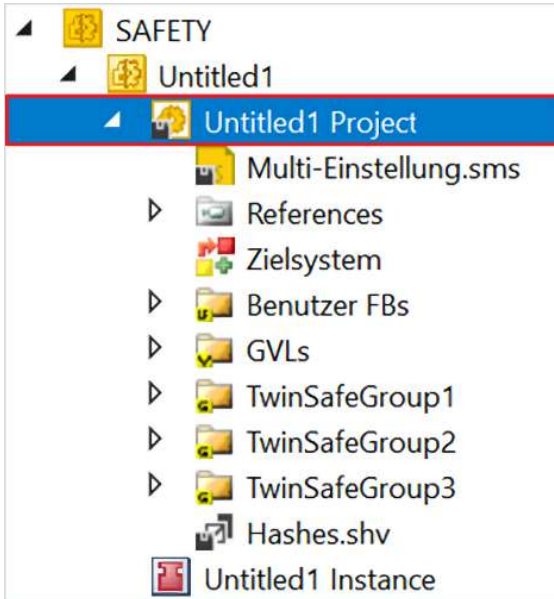 SAFETY
Untitled1
Untitled1 Project
Multi-Einstellung.sms
References
Zielsystem
Benutzer FBs
GVLs
TwinSafeGroup1
TwinSafeGroup2
TwinSafeGroup3
Hashes.shv
Untitled1 Instance